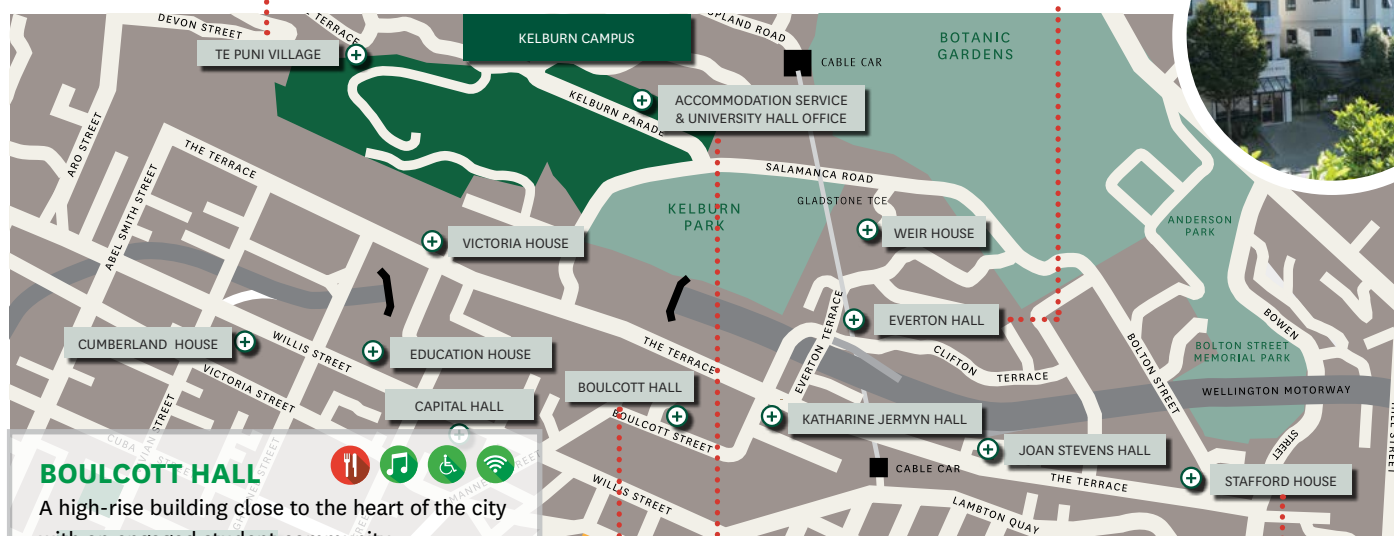 DEVON STREET
TERRACE
UPLAND ROAD
KELBURN CAMPUS
BOTANIC
GARDENS
TE PUNI VILLAGE
CABLE CAR
ACCOMMODATION SERVICE
& UNIVERSITY HALL OFFICE
KELBURN PARADE
ARO STREET
THE TERRACE
SALAMANCA ROAD
GLADSTONE TCE
ABEL SMITH STREET
KELBURN
PARK
ANDERSON
PARK
VICTORIA HOUSE
WEIR HOUSE
EVERTON HALL
BOWEN
CUMBERLAND HOUSE
WILLIS STREET
EDUCATION HOUSE
THE TERRACE
EVERTON TERRACE
CLIFTON
TERRACE
BOLTON STREET
BOLTON STREET
MEMORIAL PARK
VICTORIA STREET
BOULCOTT HALL
WELLINGTON MOTORWAY
CAPITAL HALL
BOULCOTT STREET
KATHARINE JERMYN HALL
STREET
CUBA
JOAN STEVENS HALL
CABLE CAR
THE TERRACE
STAFFORD HOUSE
WILLIS STREET
LAMBTON QUAY
BOULCOTT HALL
A high-rise building close to the heart of the city
with an engaged student community